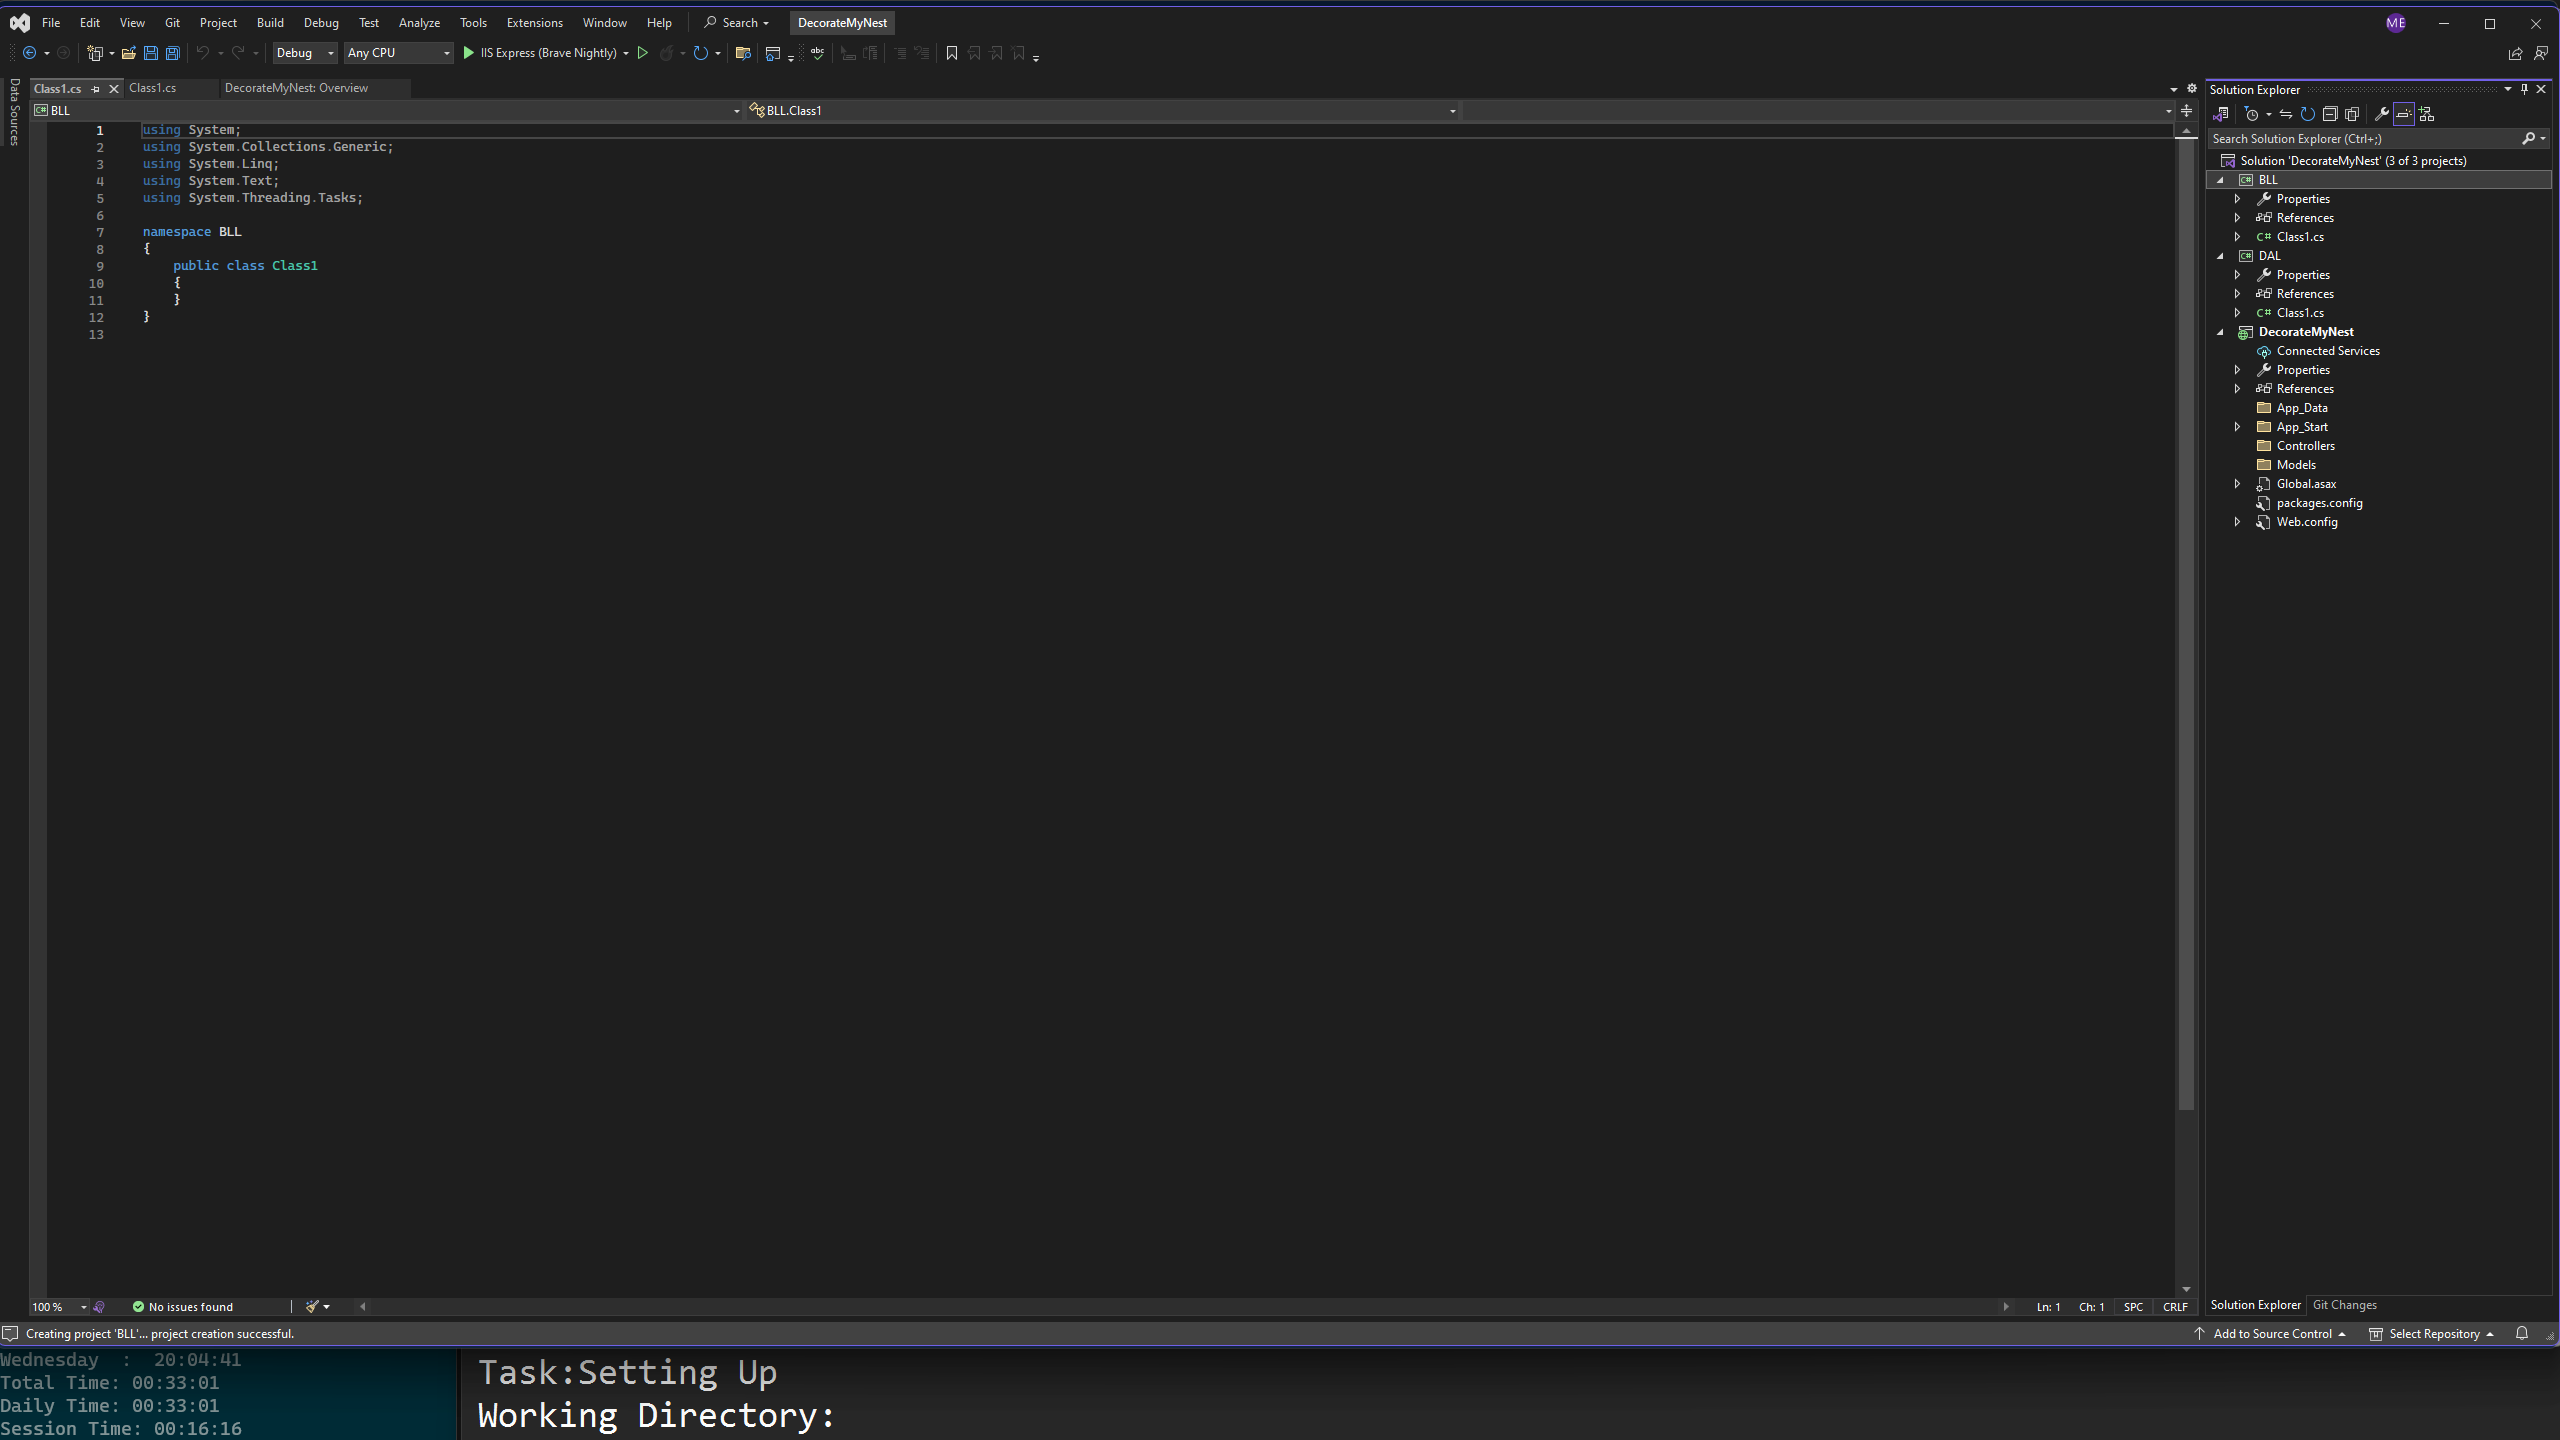 File Edit View Git Project Build Debug Test Analyze Tools Extensions Window Help Search DecorateMyNest ME
Debug Any CPU IIS Express (Brave Nightly)
Data Sources
Class1.cs Class1.cs DecorateMyNest: Overview
BLL BLL.Class1
1 using System;
2 using System.Collections.Generic;
3 using System.Linq;
4 using System.Text;
5 using System.Threading.Tasks;
6
7 namespace BLL
8 {
9 public class Class1
10 {
11 }
12 }
13
100 % No issues found Ln: 1 Ch: 1 SPC CRLF
Solution Explorer
Search Solution Explorer (Ctrl+;)
Solution 'DecorateMyNest' (3 of 3 projects)
C# BLL
Properties
References
C# Class1.cs
C# DAL
Properties
References
C# Class1.cs
DecorateMyNest
Connected Services
Properties
References
App_Data
App_Start
Controllers
Models
Global.asax
packages.config
Web.config
Solution Explorer Git Changes
Creating project 'BLL'... project creation successful. Add to Source Control Select Repository
Wednesday : 20:04:41
Total Time: 00:33:01
Daily Time: 00:33:01
Session Time: 00:16:16
Task:Setting Up
Working Directory: